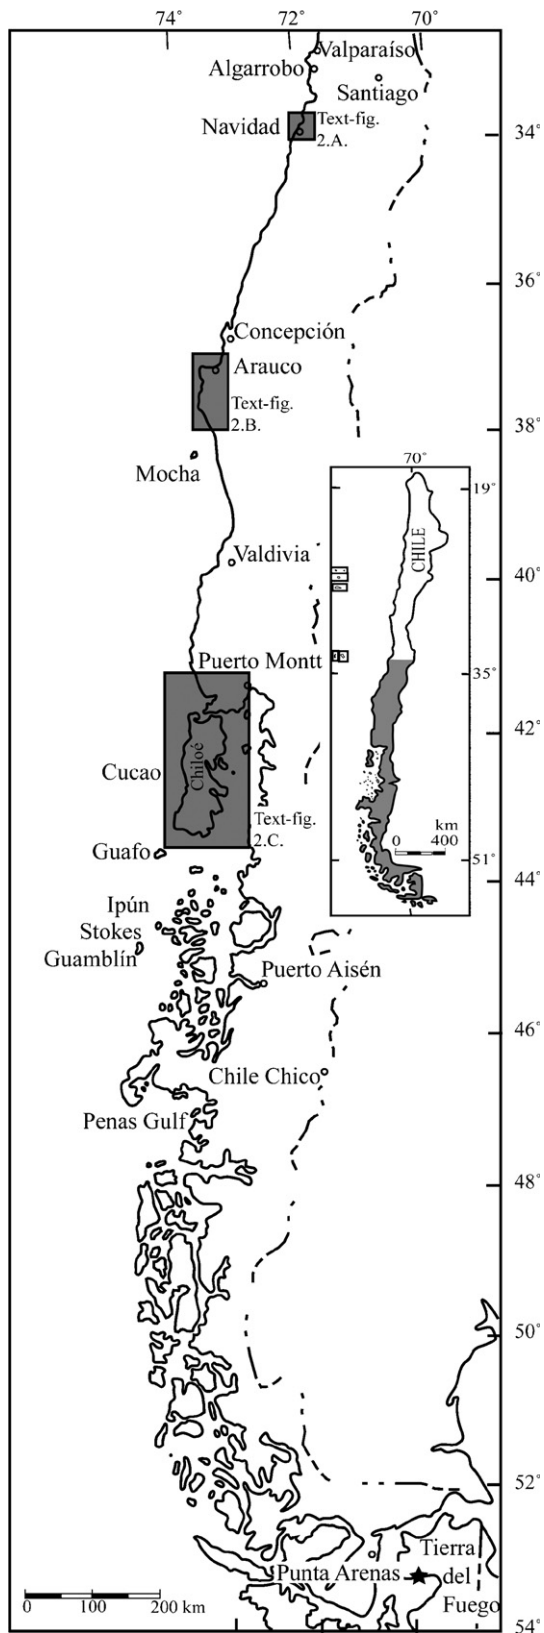 74° 72° 70°
Valparaíso
Algarrobo
Santiago
Navidad
Text-fig.
2.A.
34°
36°
Concepción
Arauco
Text-fig.
2.B.
38°
Mocha
70°
19°
CHILE
Valdivia
40°
Puerto Montt
35°
42°
Chiloé
Cucao
Text-fig.
2.C.
km
0 400
51°
Guafo
44°
Ipún
Stokes
Guamblín
Puerto Aisén
46°
Chile Chico
Penas Gulf
48°
50°
52°
Tierra
Punta Arenas
del
Fuego
0 100 200 km
54°